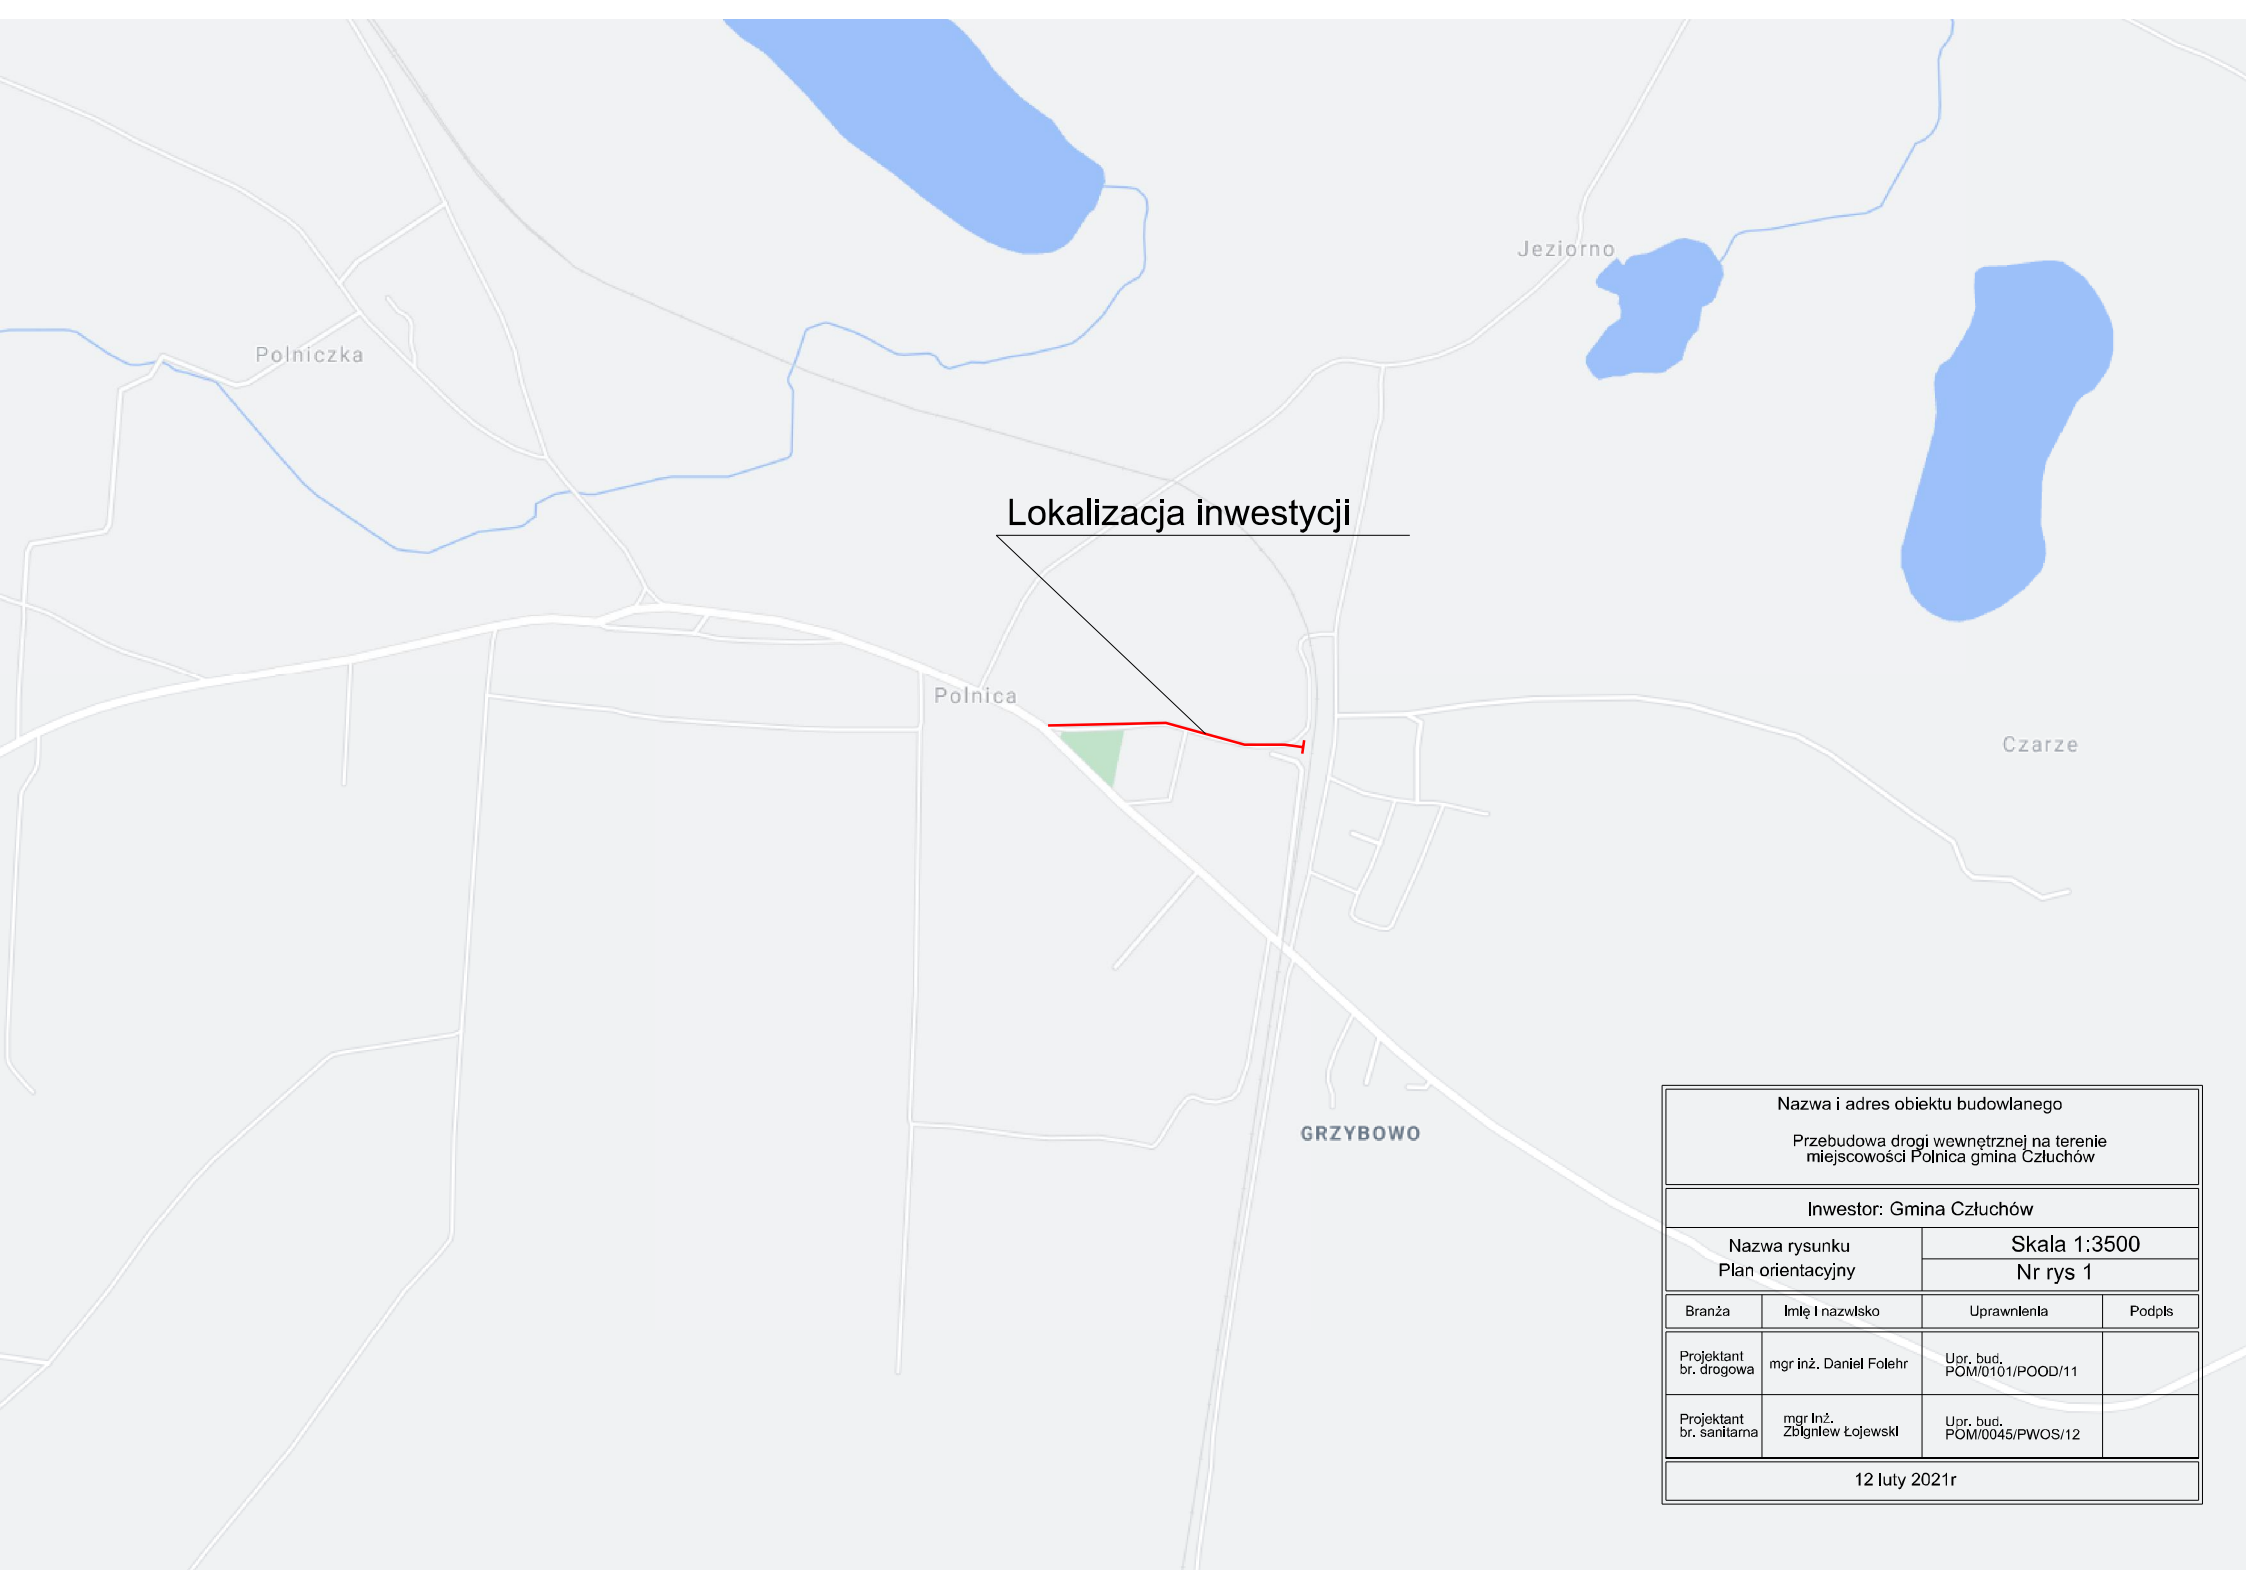 Jeziorno
Polniczka
Lokalizacja inwestycji
Polnica
Czarze
GRZYBOWO
Nazwa i adres obiektu budowlanego
Przebudowa drogi wewnętrznej na terenie
miejscowości Polnica gmina Człuchów
Inwestor: Gmina Człuchów
Nazwa rysunku
Plan orientacyjny
Skala 1:3500
Nr rys 1
Branża
Imię i nazwisko
Uprawnienia
Podpis
Projektant
br. drogowa
mgr inż. Daniel Folehr
Upr. bud.
POM/0101/POOD/11
Projektant
br. sanitarna
mgr inż.
Zbigniew Łojewski
Upr. bud.
POM/0045/PWOS/12
12 luty 2021r